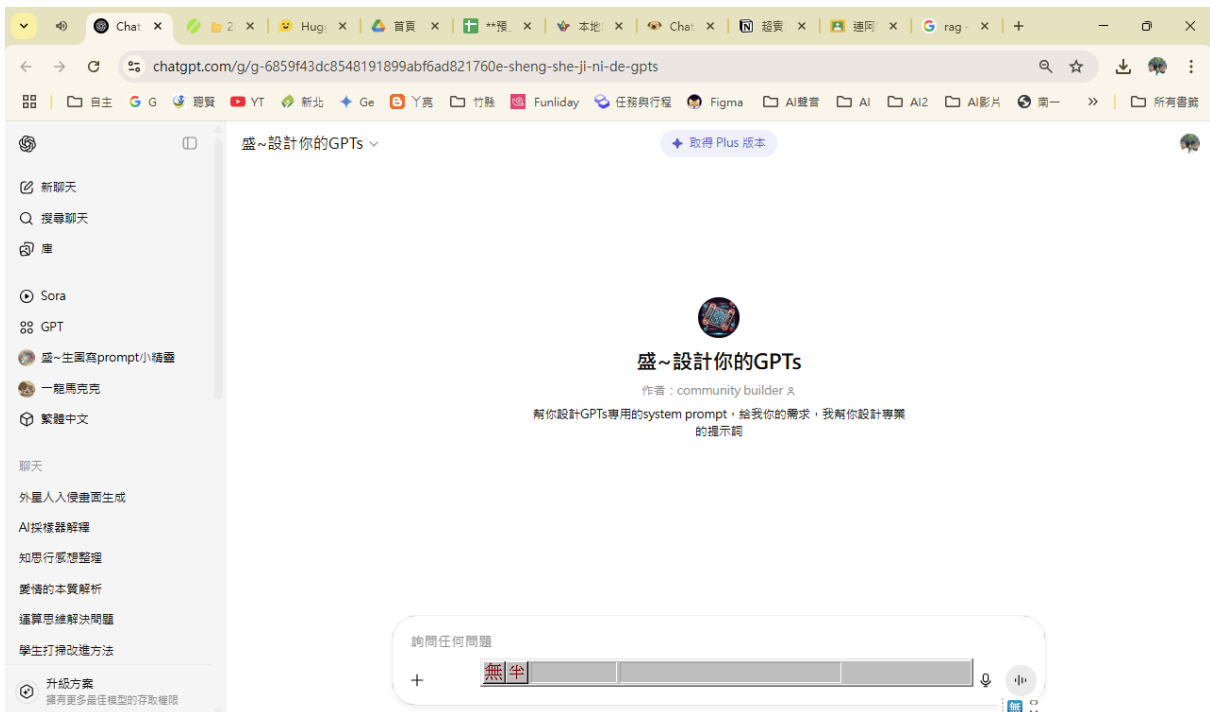 Chat
2
Hug
首頁
**預_
本地
Chat
超實
連阿
rag -
chatgpt.com/g/g-6859f43dc8548191899abf6ad821760e-sheng-she-ji-ni-de-gpts
自主
G
聰賢
YT
新北
Ge
丫亮
竹縣
Funliday
任務與行程
Figma
AI聲音
AI
AI2
AI影片
南一
所有書籤
盛~設計你的GPTs
取得 Plus 版本
新聊天
搜尋聊天
庫
Sora
GPT
盛~生圖寫prompt小精靈
一龍馬克克
繁體中文
聊天
外星人入侵畫面生成
AI採樣器解釋
知思行感想整理
愛情的本質解析
運算思維解決問題
學生打掃改進方法
升級方案
擁有更多最佳模型的存取權限
盛~設計你的GPTs
作者：community builder
幫你設計GPTs專用的system prompt，給我你的需求，我幫你設計專業
的提示詞
詢問任何問題
無 半
無